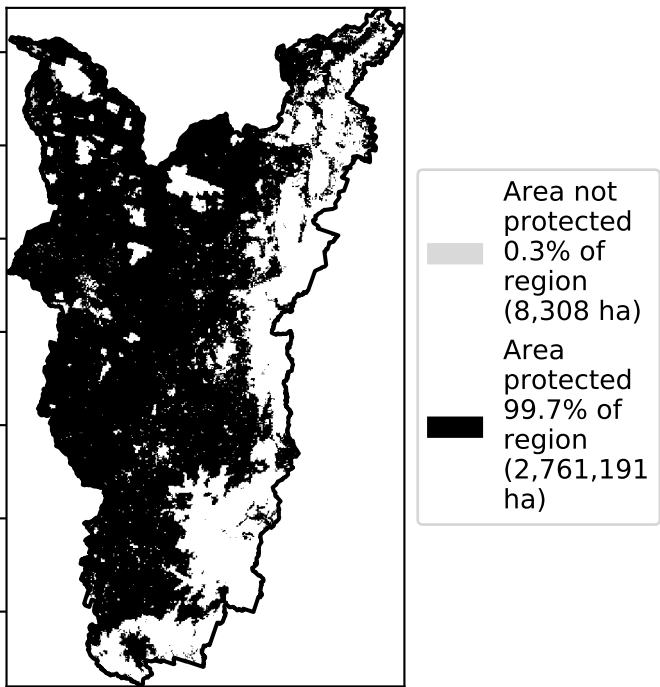 Area not
protected
0.3% of
region
(8,308 ha)
Area
protected
99.7% of
region
(2,761,191
ha)